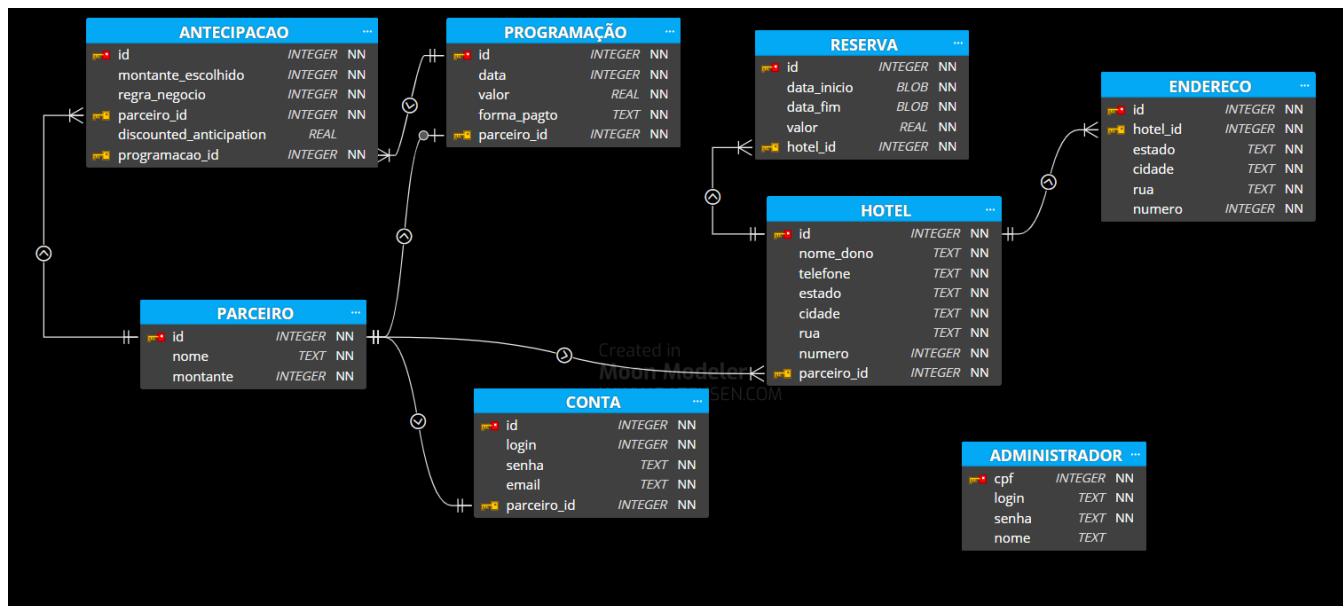 ANTECIPACAO ...
id INTEGER NN
montante_escolhido INTEGER NN
regra_negocio INTEGER NN
parceiro_id INTEGER NN
discounted_anticipation REAL
programacao_id INTEGER NN
PROGRAMAÇÃO ...
id INTEGER NN
data INTEGER NN
valor REAL NN
forma_pagto TEXT NN
parceiro_id INTEGER NN
RESERVA ...
id INTEGER NN
data_inicio BLOB NN
data_fim BLOB NN
valor REAL NN
hotel_id INTEGER NN
ENDERECO ...
id INTEGER NN
hotel_id INTEGER NN
estado TEXT NN
cidade TEXT NN
rua TEXT NN
numero INTEGER NN
HOTEL ...
id INTEGER NN
nome_dono TEXT NN
telefone TEXT NN
estado TEXT NN
cidade TEXT NN
rua TEXT NN
numero INTEGER NN
parceiro_id INTEGER NN
PARCEIRO ...
id INTEGER NN
nome TEXT NN
montante INTEGER NN
Created in
Moon Modeler
SEN.COM
CONTA ...
id INTEGER NN
login INTEGER NN
senha TEXT NN
email TEXT NN
parceiro_id INTEGER NN
ADMINISTRADOR ...
cpf INTEGER NN
login TEXT NN
senha TEXT NN
nome TEXT